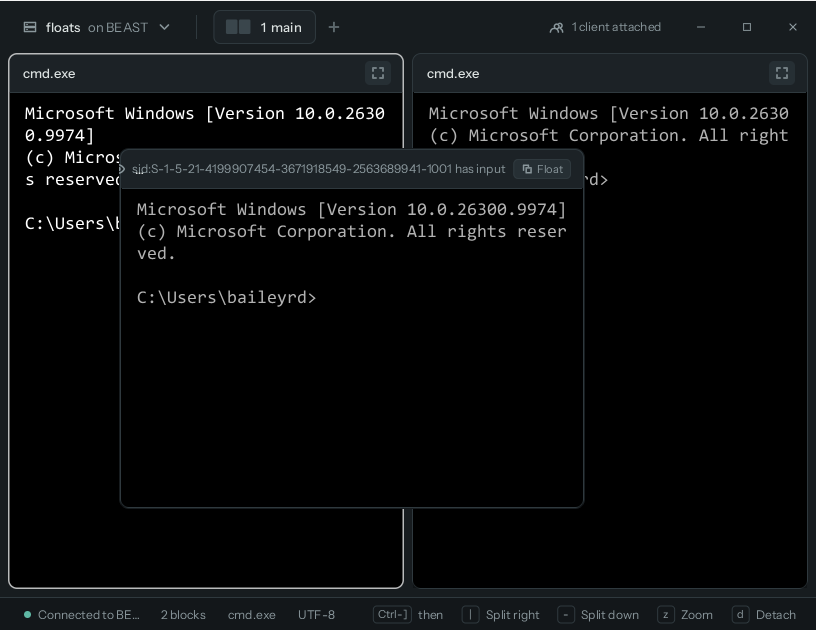 floats on BEAST 1 main + 1 client attached
cmd.exe
Microsoft Windows [Version 10.0.2630
0.9974]
(c) Micros
s reserved
C:\Users\b
cmd.exe
Microsoft Windows [Version 10.0.2630
(c) Microsoft Corporation. All right
rd>
sid:S-1-5-21-4199907454-3671918549-2563689941-1001 has input Float
Microsoft Windows [Version 10.0.26300.9974]
(c) Microsoft Corporation. All rights reser
ved.
C:\Users\baileyrd>
Connected to BE... 2 blocks cmd.exe UTF-8 Ctrl-] then | Split right - Split down z Zoom d Detach